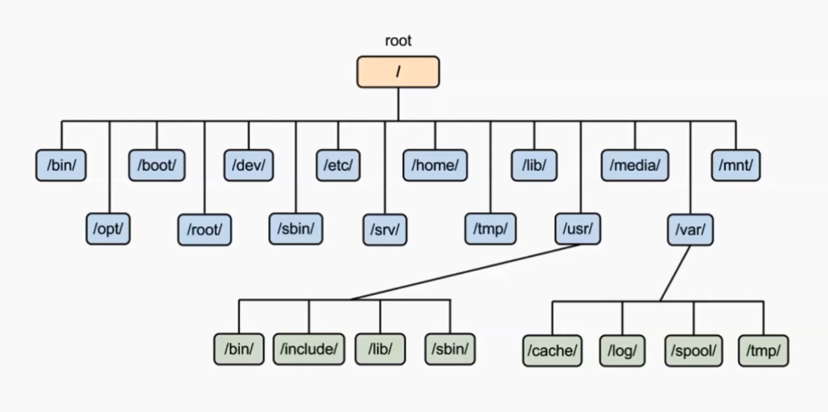 root
/
/bin/
/boot/
/dev/
/etc/
/home/
/lib/
/media/
/mnt/
/opt/
/root/
/sbin/
/srv/
/tmp/
/usr/
/var/
/bin/
/include/
/lib/
/sbin/
/cache/
/log/
/spool/
/tmp/